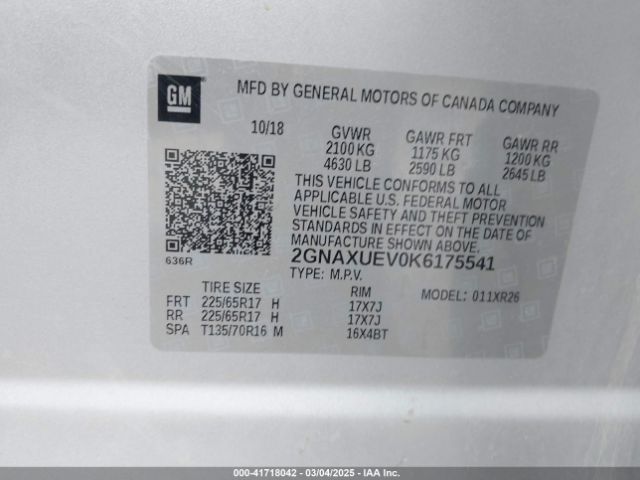 GM
MFD BY GENERAL MOTORS OF CANADA COMPANY
10/18 GVWR GAWR FRT GAWR RR
2100 KG 1175 KG 1200 KG
4630 LB 2590 LB 2645 LB
THIS VEHICLE CONFORMS TO ALL
APPLICABLE U.S. FEDERAL MOTOR
VEHICLE SAFETY AND THEFT PREVENTION
STANDARDS IN EFFECT ON THE DATE OF
MANUFACTURE SHOWN ABOVE.
636R 2GNAXUEV0K6175541
TYPE: M.P.V.
TIRE SIZE RIM MODEL: 011XR26
FRT 225/65R17 H 17X7J
RR 225/65R17 H 17X7J
SPA T135/70R16 M 16X4BT
000-41718042 - 03/04/2025 - IAAI Corp.